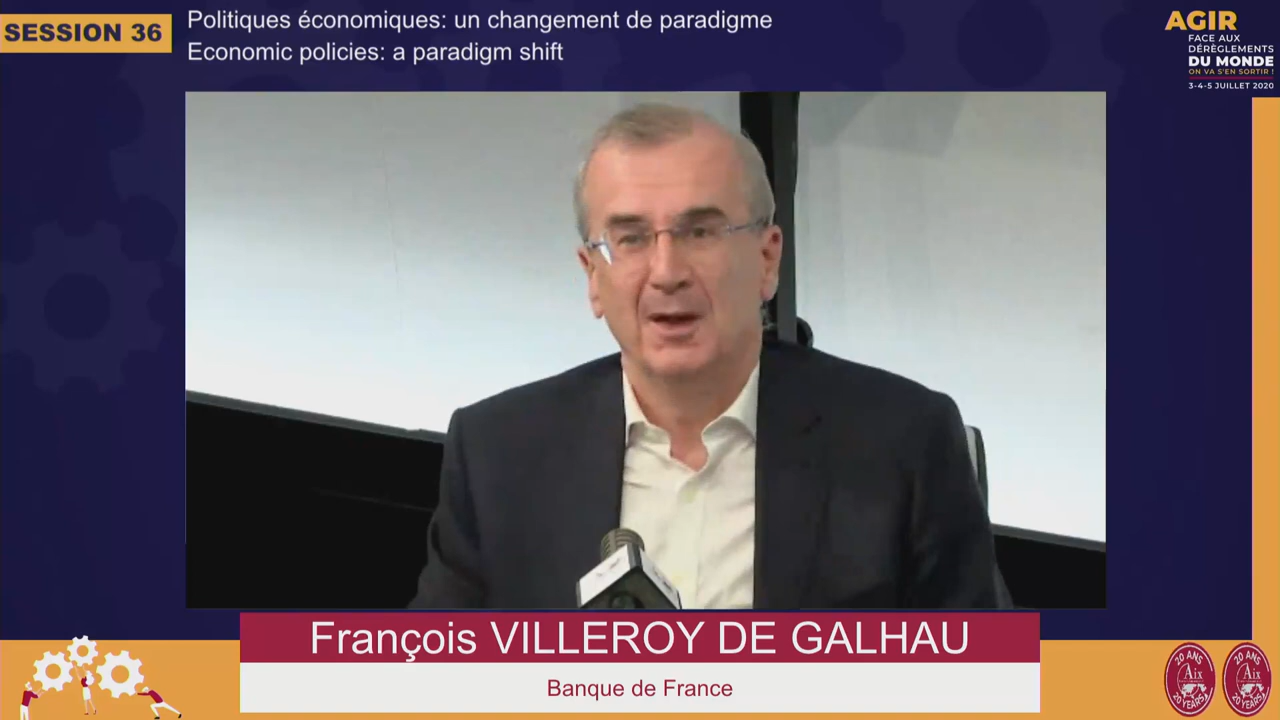 SESSION 36
Politiques économiques: un changement de paradigme
Economic policies: a paradigm shift
AGIR
FACE AUX
DÉRÈGLEMENTS
DU MONDE
ON VA S'EN SORTIR !
3-4-5 JUILLET 2020
François VILLEROY DE GALHAU
Banque de France
20 ANS
Aix
20 YEARS
20 ANS
Aix
20 YEARS